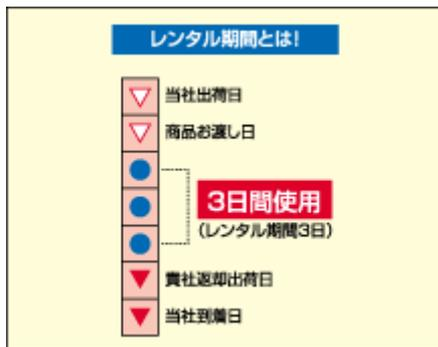 レンタル期間とは!
当社出荷日
商品お渡し日
3日間使用
(レンタル期間3日)
貴社返却出荷日
当社到着日